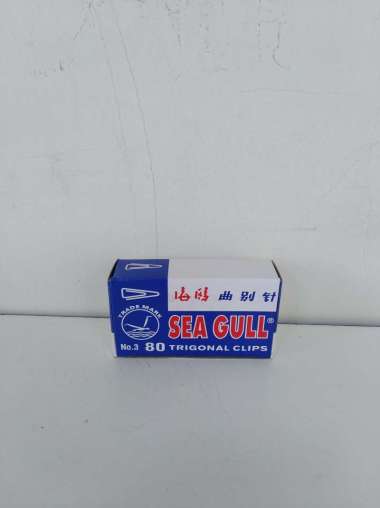 海鸥 曲别针
TRADE MARK
SEA GULL®
No.3 80 TRIGONAL CLIPS